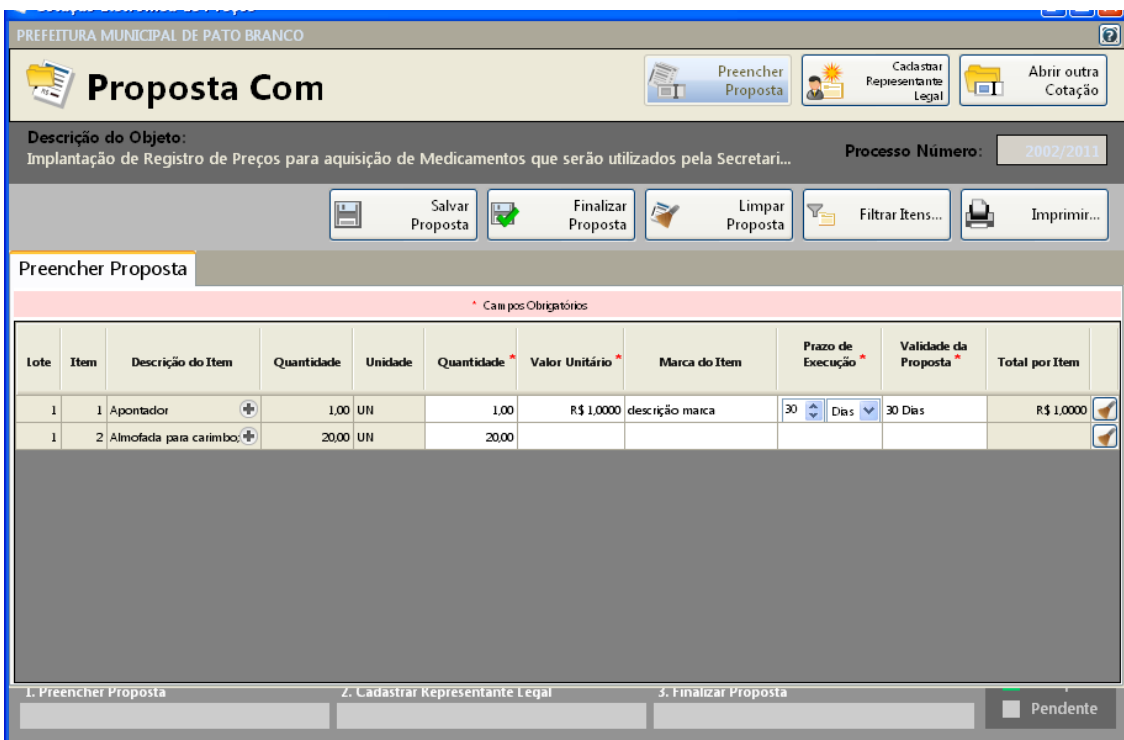 PREFEITURA MUNICIPAL DE PATO BRANCO
Proposta Com
Preencher
Proposta
Cadastrar
Representante
Legal
Abrir outra
Cotação
Descrição do Objeto:
Implantação de Registro de Preços para aquisição de Medicamentos que serão utilizados pela Secretari...
Processo Número:
2002/2011
Salvar
Proposta
Finalizar
Proposta
Limpar
Proposta
Filtrar Itens...
Imprimir...
Preencher Proposta
* Campos Obrigatórios
Lote Item Descrição do Item Quantidade Unidade Quantidade * Valor Unitário * Marca do Item Prazo de Execução * Validade da Proposta * Total por Item
1 1 Apontador 1,00 UN 1,00 R$ 1,0000 descrição marca 30 Dias 30 Dias R$ 1,0000
1 2 Almofada para carimbo; 20,00 UN 20,00
1. Preencher Proposta 2. Cadastrar Representante Legal 3. Finalizar Proposta
Pendente